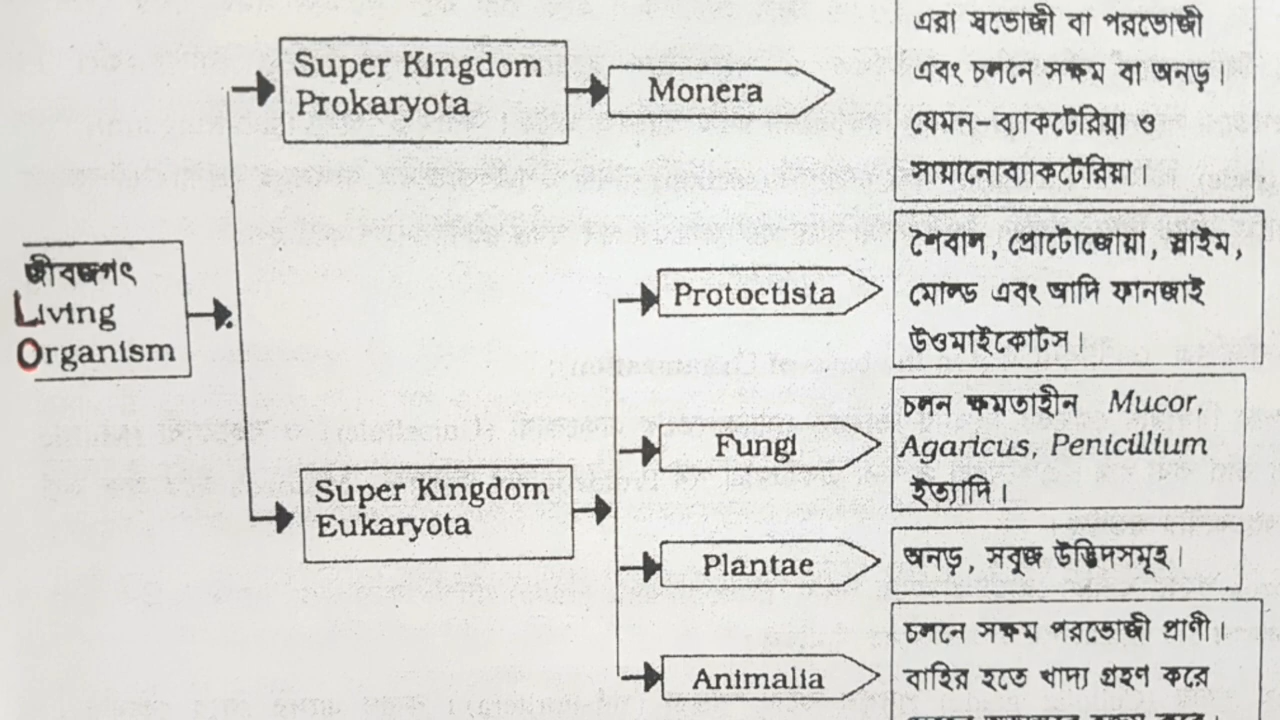 এরা স্বভোজী বা পরভোজী
এবং চলনে সক্ষম বা অনড়।
যেমন–ব্যাকটেরিয়া ও
সায়ানোব্যাকটেরিয়া।
Super Kingdom
Prokaryota
Monera
জীবজগৎ
Living
Organism
Protoctista
শৈবাল, প্রোটোজোয়া, স্লাইম,
মোল্ড এবং আদি ফানজাই
উওমাইকোটস।
Fungi
চলন ক্ষমতাহীন Mucor,
Agaricus, Penicillium
ইত্যাদি।
Super Kingdom
Eukaryota
Plantae
অনড়, সবুজ উদ্ভিদসমূহ।
Animalia
চলনে সক্ষম পরভোজী প্রাণী।
বাহির হতে খাদ্য গ্রহণ করে